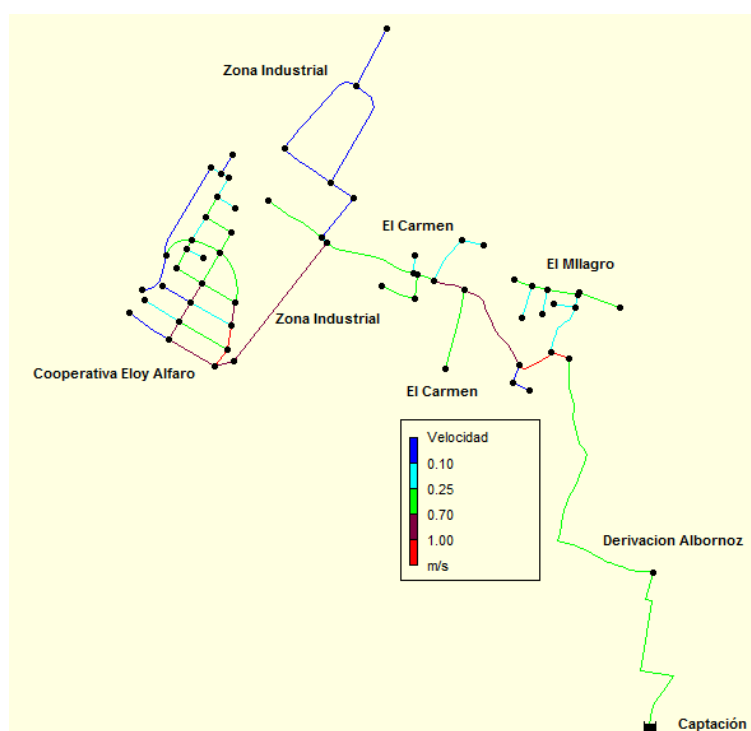 Zona Industrial
El Carmen
El MIlagro
Zona Industrial
Cooperativa Eloy Alfaro
El Carmen
Velocidad
0.10
0.25
0.70
1.00
m/s
Derivacion Albornoz
Captación